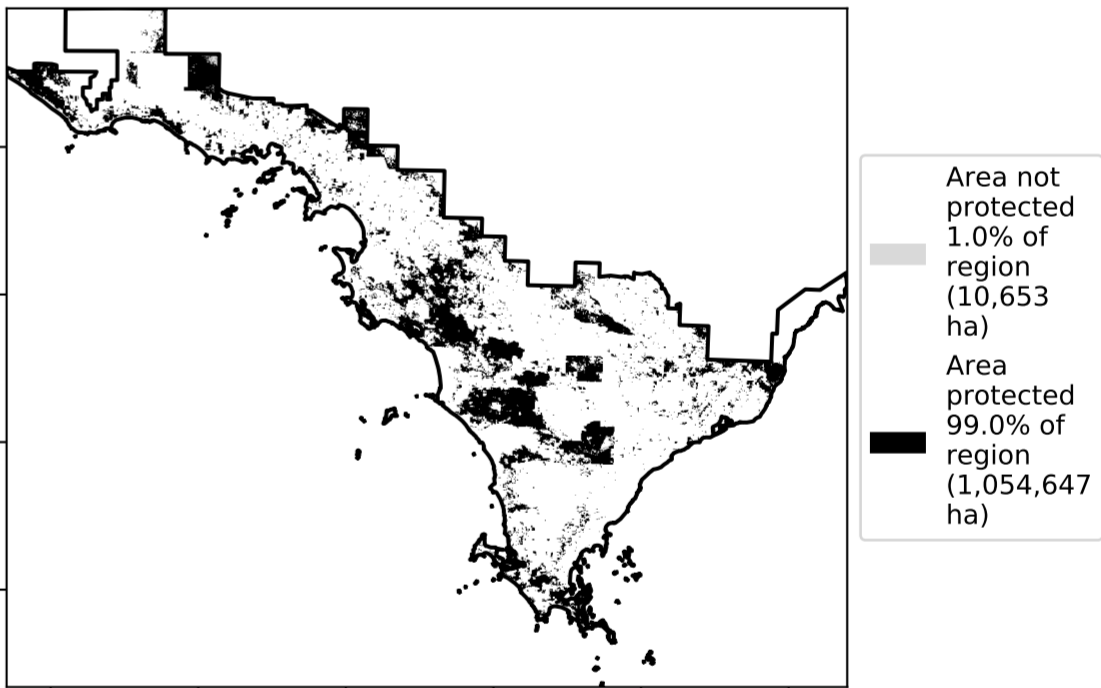 Area not
protected
1.0% of
region
(10,653
ha)
Area
protected
99.0% of
region
(1,054,647
ha)